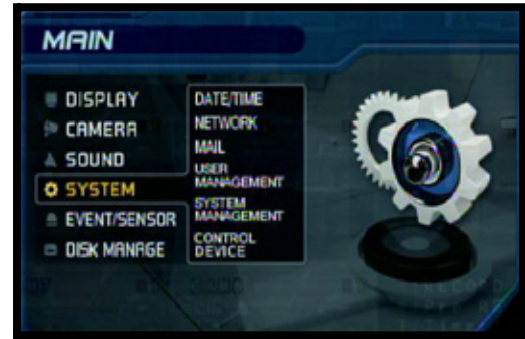 MAIN
DISPLAY
CAMERA
SOUND
SYSTEM
EVENT/SENSOR
DISK MANAGE
DATE/TIME
NETWORK
MAIL
USER
MANAGEMENT
SYSTEM
MANAGEMENT
CONTROL
DEVICE